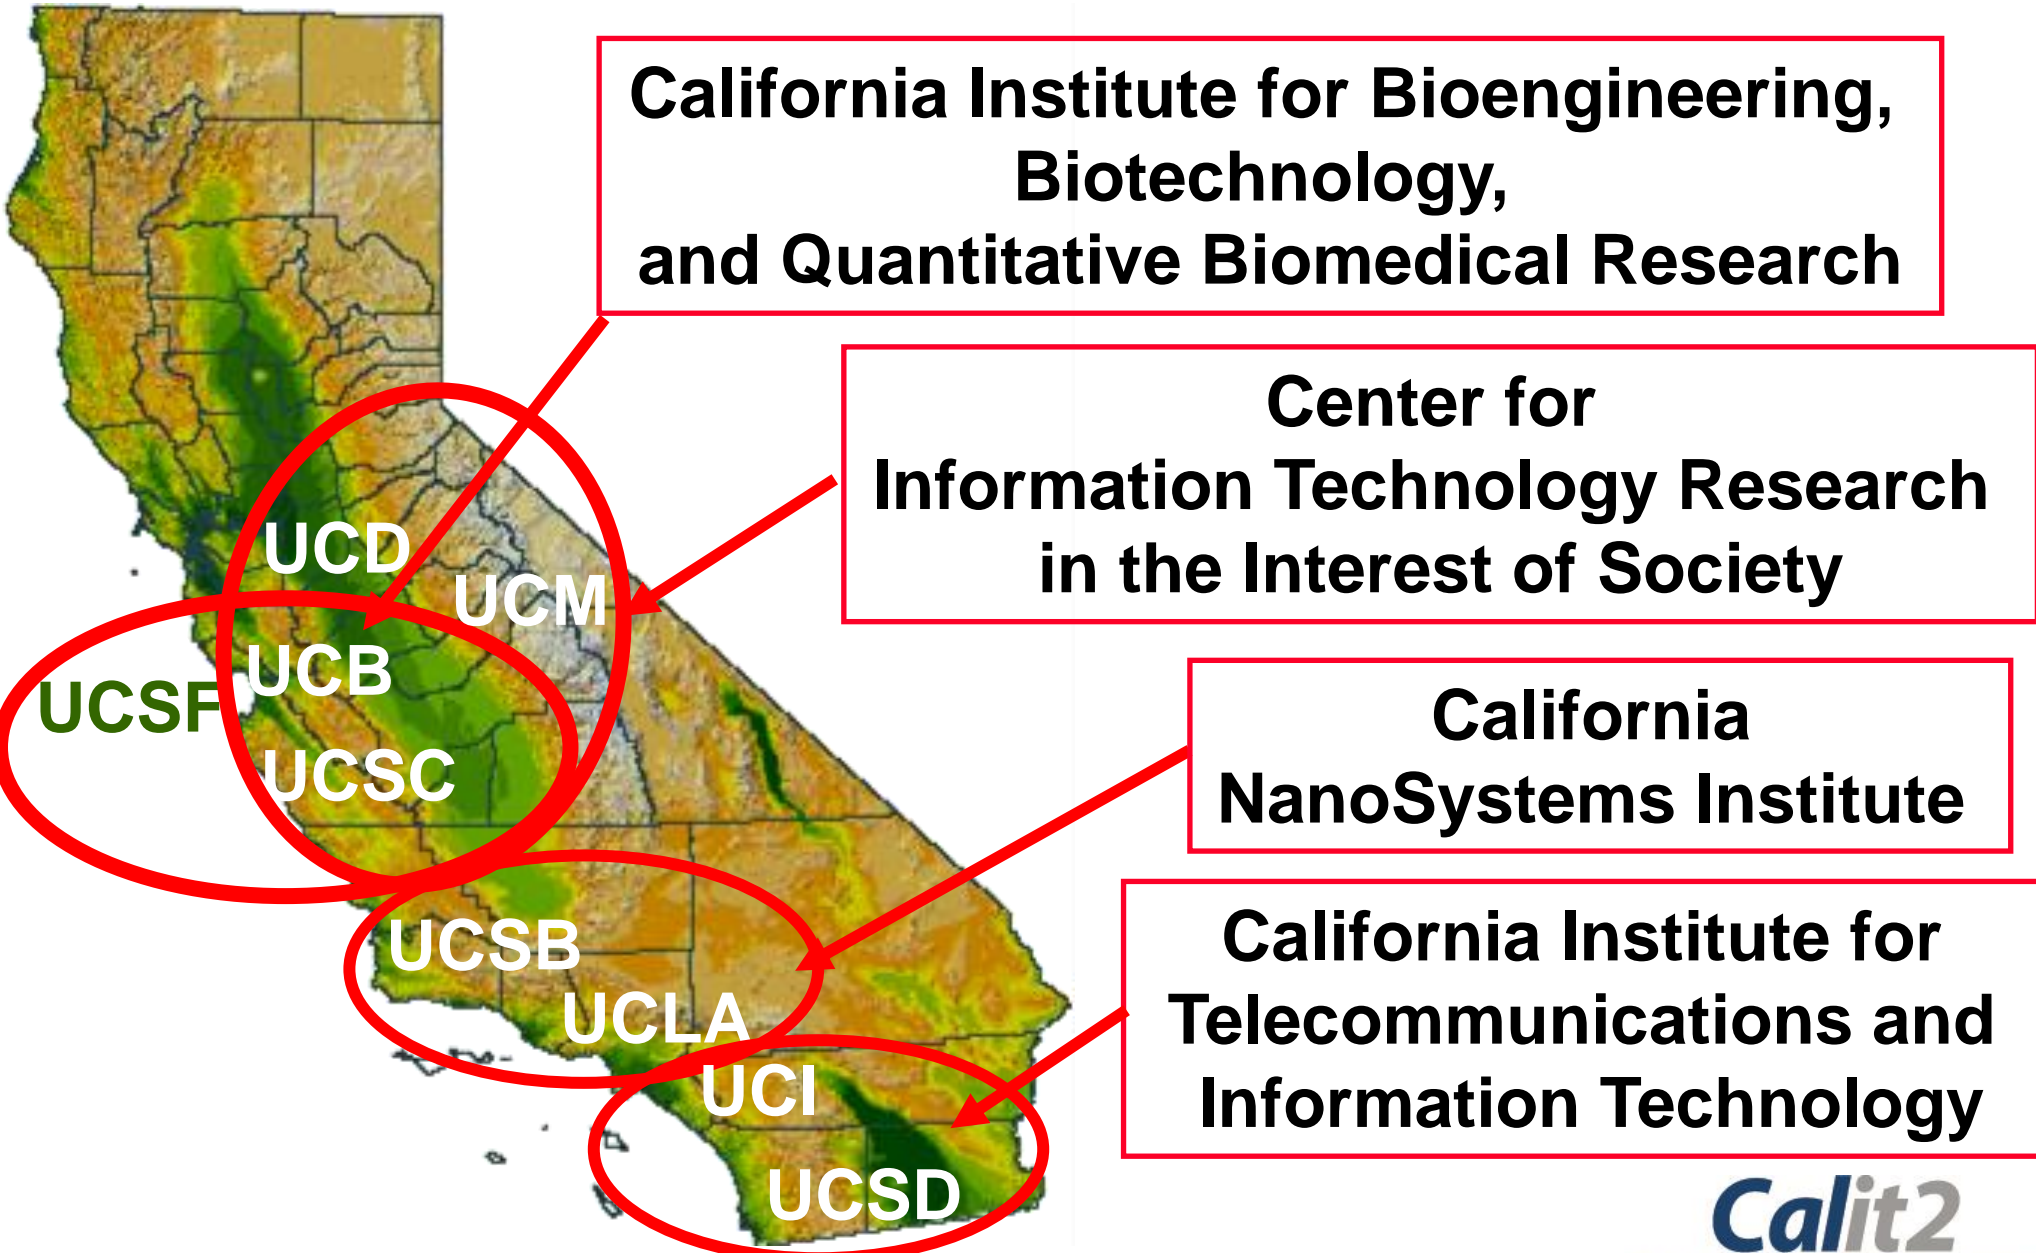 California Institute for Bioengineering,
Biotechnology,
and Quantitative Biomedical Research
Center for
Information Technology Research
in the Interest of Society
UCD
UCM
UCB
UCSF
UCSC
California
NanoSystems Institute
UCSB
UCLA
California Institute for
Telecommunications and
Information Technology
UCI
UCSD
Calit2